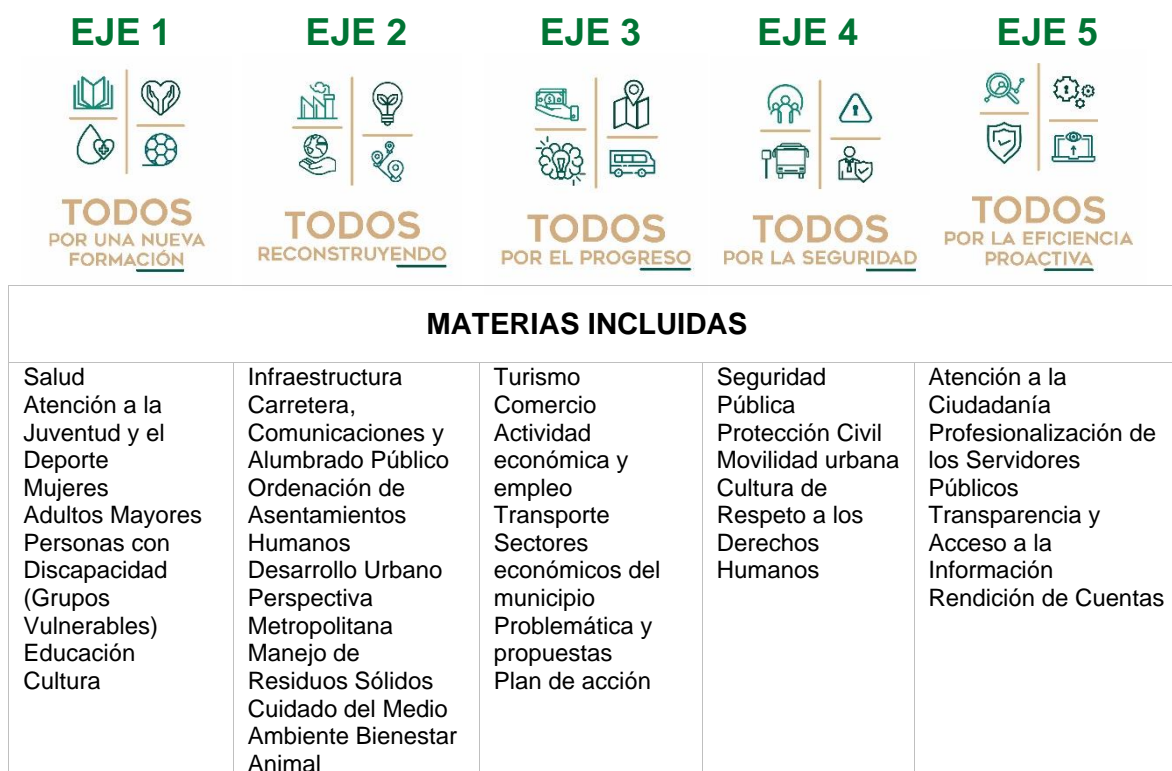 EJE 1
EJE 2
EJE 3
EJE 4
EJE 5
TODOS
POR UNA NUEVA
FORMACIÓN
TODOS
RECONSTRUYENDO
TODOS
POR EL PROGRESO
TODOS
POR LA SEGURIDAD
TODOS
POR LA EFICIENCIA
PROACTIVA
MATERIAS INCLUIDAS
Salud
Atención a la
Juventud y el
Deporte
Mujeres
Adultos Mayores
Personas con
Discapacidad
(Grupos
Vulnerables)
Educación
Cultura
Infraestructura
Carretera,
Comunicaciones y
Alumbrado Público
Ordenación de
Asentamientos
Humanos
Desarrollo Urbano
Perspectiva
Metropolitana
Manejo de
Residuos Sólidos
Cuidado del Medio
Ambiente Bienestar
Animal
Turismo
Comercio
Actividad
económica y
empleo
Transporte
Sectores
económicos del
municipio
Problemática y
propuestas
Plan de acción
Seguridad
Pública
Protección Civil
Movilidad urbana
Cultura de
Respeto a los
Derechos
Humanos
Atención a la
Ciudadanía
Profesionalización de
los Servidores
Públicos
Transparencia y
Acceso a la
Información
Rendición de Cuentas